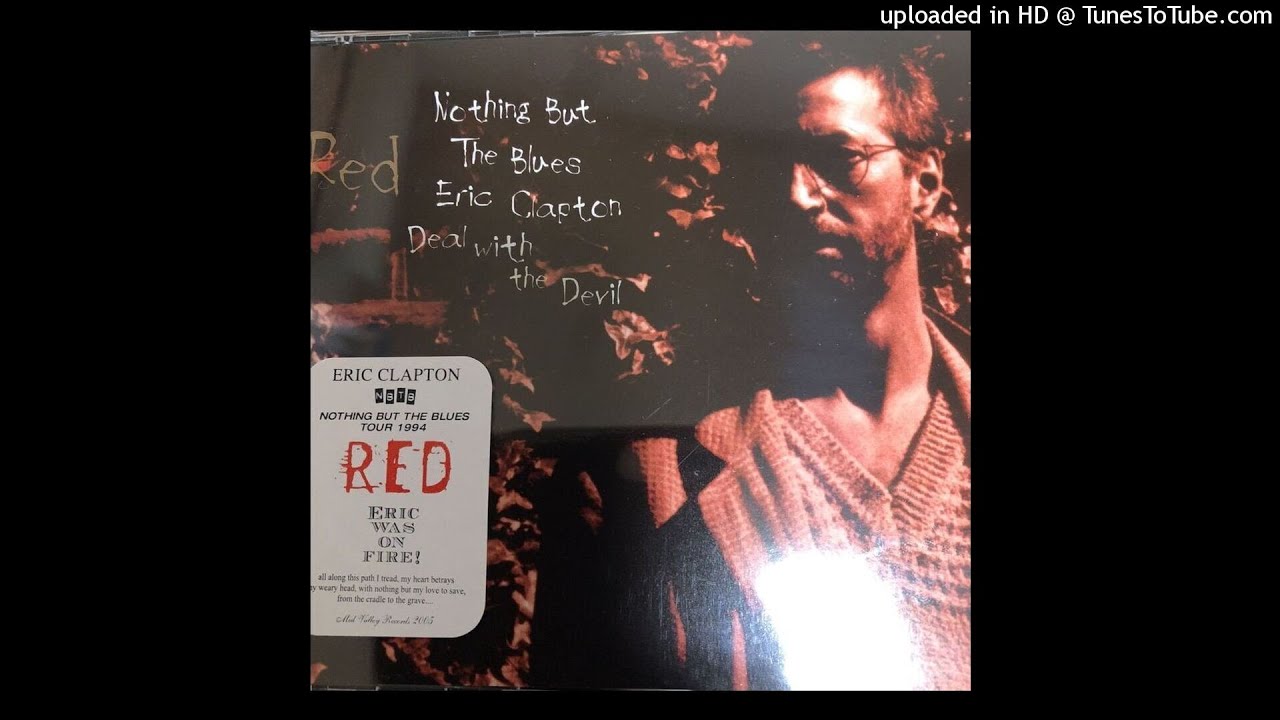 uploaded in HD @ TunesToTube.com
Red
Nothing But
The Blues
Eric Clapton
Deal with
the Devil
ERIC CLAPTON
NBTB
NOTHING BUT THE BLUES
TOUR 1994
RED
ERIC
WAS
ON
FIRE!
all along this path I tread, my heart betrays
my weary head, with nothing but my love to save,
from the cradle to the grave....
Mid Valley Records 2005